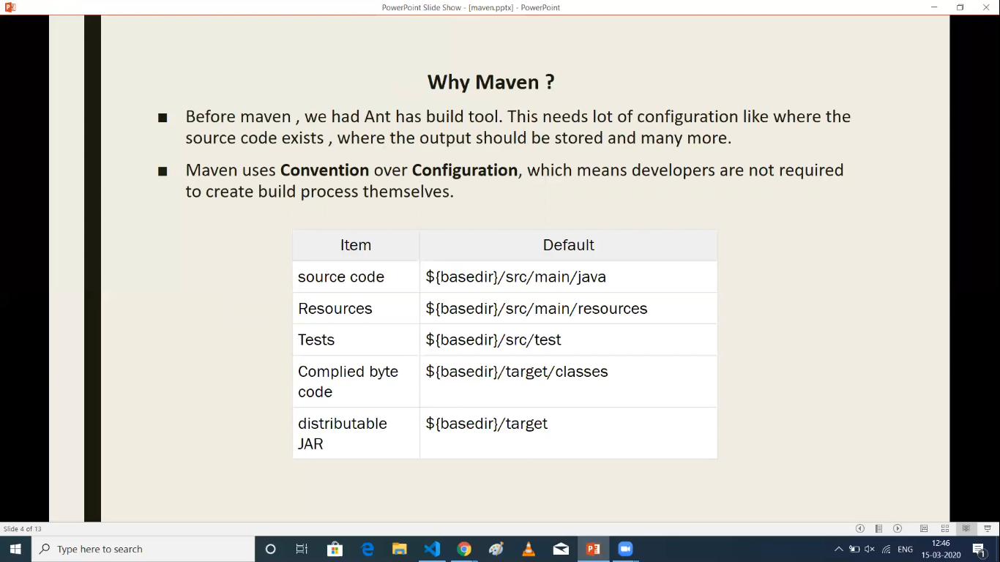 PowerPoint Slide Show - [maven.pptx] - PowerPoint
Why Maven ?
■ Before maven , we had Ant has build tool. This needs lot of configuration like where the
source code exists , where the output should be stored and many more.
■ Maven uses Convention over Configuration, which means developers are not required
to create build process themselves.
Item Default
source code ${basedir}/src/main/java
Resources ${basedir}/src/main/resources
Tests ${basedir}/src/test
Complied byte ${basedir}/target/classes
code
distributable ${basedir}/target
JAR
Slide 4 of 13
Type here to search
ENG
12:46
15-03-2020
1